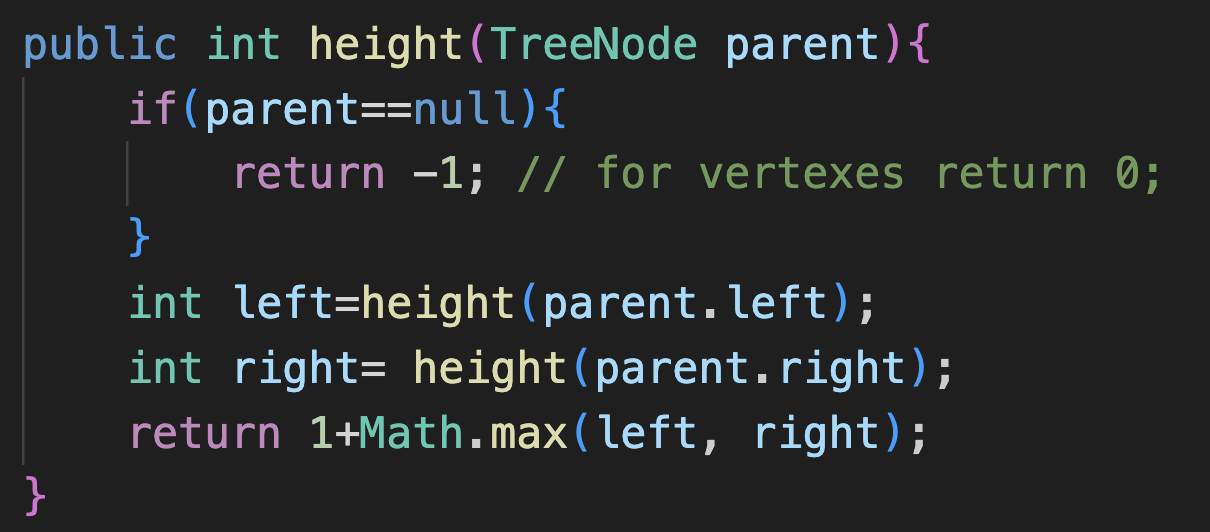 public int height(TreeNode parent){
    if(parent==null){
        return -1; // for vertexes return 0;
    }
    int left=height(parent.left);
    int right= height(parent.right);
    return 1+Math.max(left, right);
}